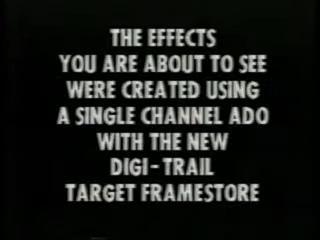 THE EFFECTS
YOU ARE ABOUT TO SEE
WERE CREATED USING
A SINGLE CHANNEL ADO
WITH THE NEW
DIGI-TRAIL
TARGET FRAMESTORE